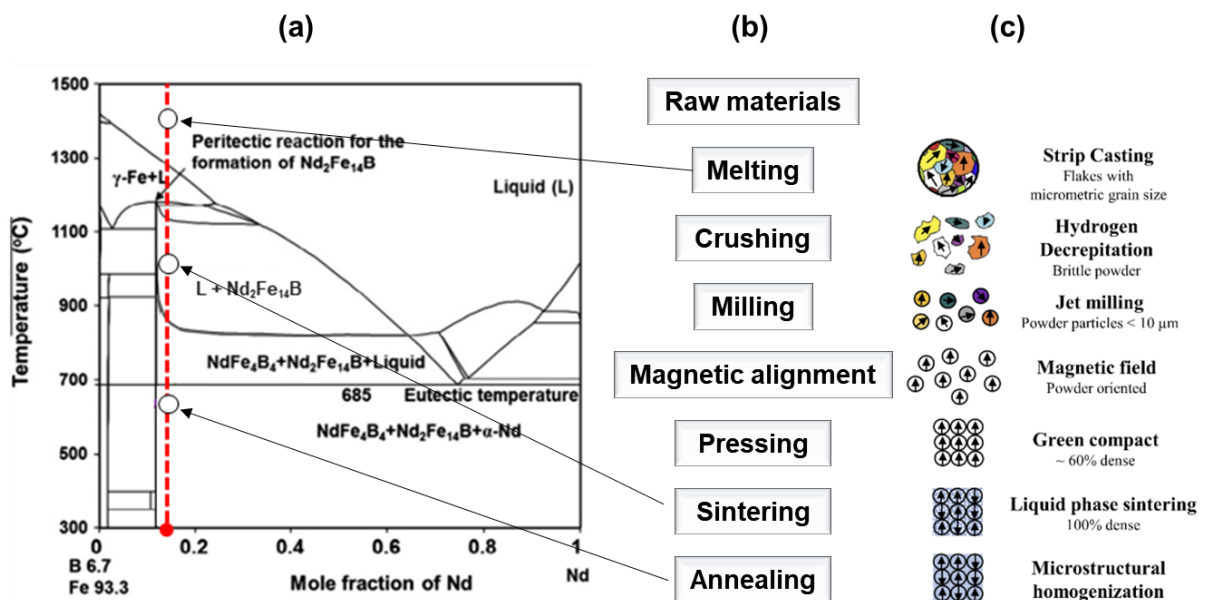 (a)
(b)
(c)
Temperature (°C)
1500
1300
1100
900
700
500
300
Peritectic reaction for the
formation of Nd2Fe14B
γ-Fe+L
Liquid (L)
L + Nd2Fe14B
NdFe4B4+Nd2Fe14B+Liquid
685 Eutectic temperature
NdFe4B4+Nd2Fe14B+α-Nd
0
0.2
0.4
0.6
0.8
1
B 6.7
Fe 93.3
Mole fraction of Nd
Nd
Raw materials
Melting
Crushing
Milling
Magnetic alignment
Pressing
Sintering
Annealing
Strip Casting
Flakes with
micrometric grain size
Hydrogen
Decrepitation
Brittle powder
Jet milling
Powder particles < 10 µm
Magnetic field
Powder oriented
Green compact
~ 60% dense
Liquid phase sintering
100% dense
Microstructural
homogenization